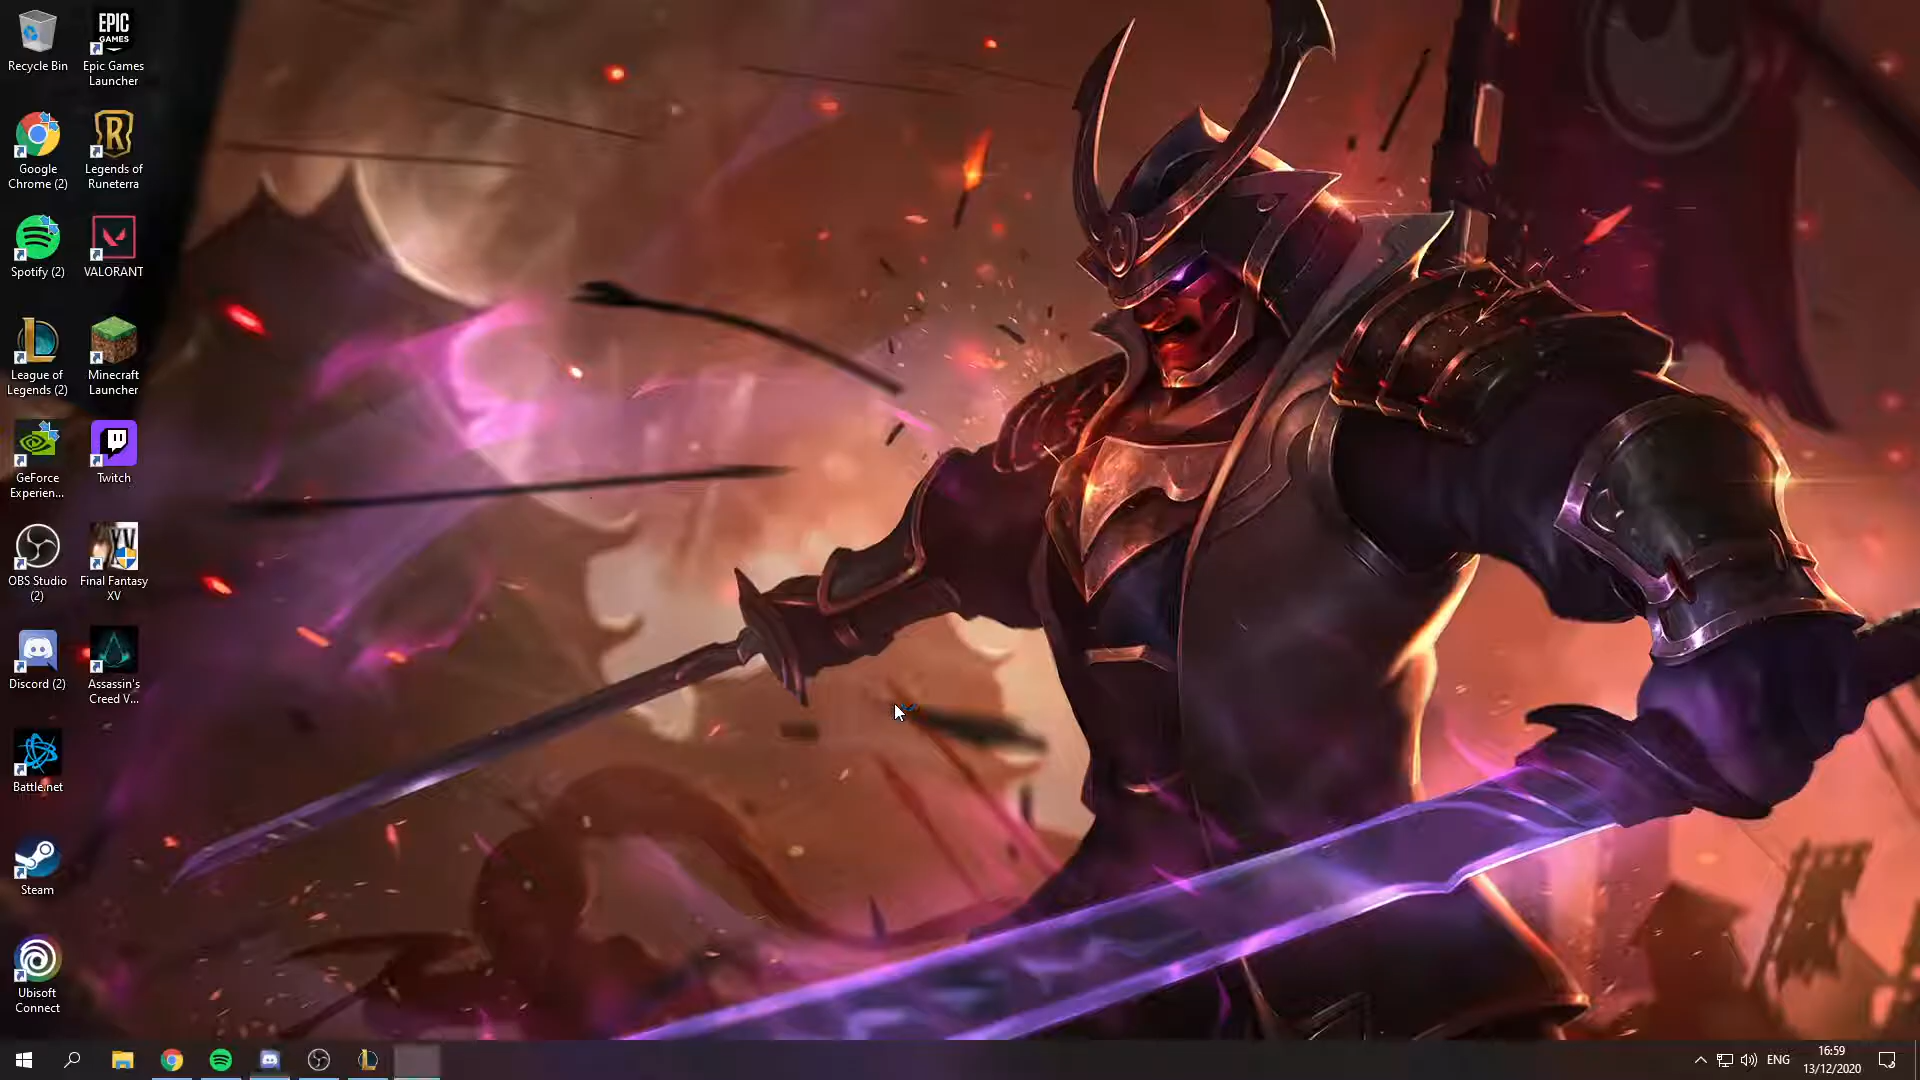 Recycle Bin
EPIC
GAMES
Epic Games
Launcher
Google
Chrome (2)
R
Legends of
Runeterra
Spotify (2)
VALORANT
League of
Legends (2)
Minecraft
Launcher
GeForce
Experien...
Twitch
OBS Studio
(2)
XV
Final Fantasy
XV
Discord (2)
Assassin's
Creed V...
Battle.net
Steam
Ubisoft
Connect
ENG
16:59
13/12/2020